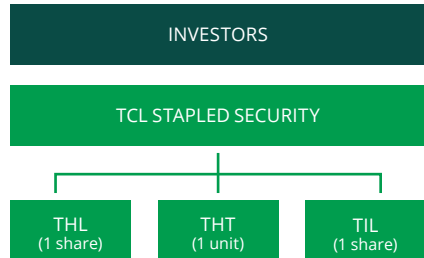 INVESTORS
TCL STAPLED SECURITY
THL
(1 share)
THT
(1 unit)
TIL
(1 share)